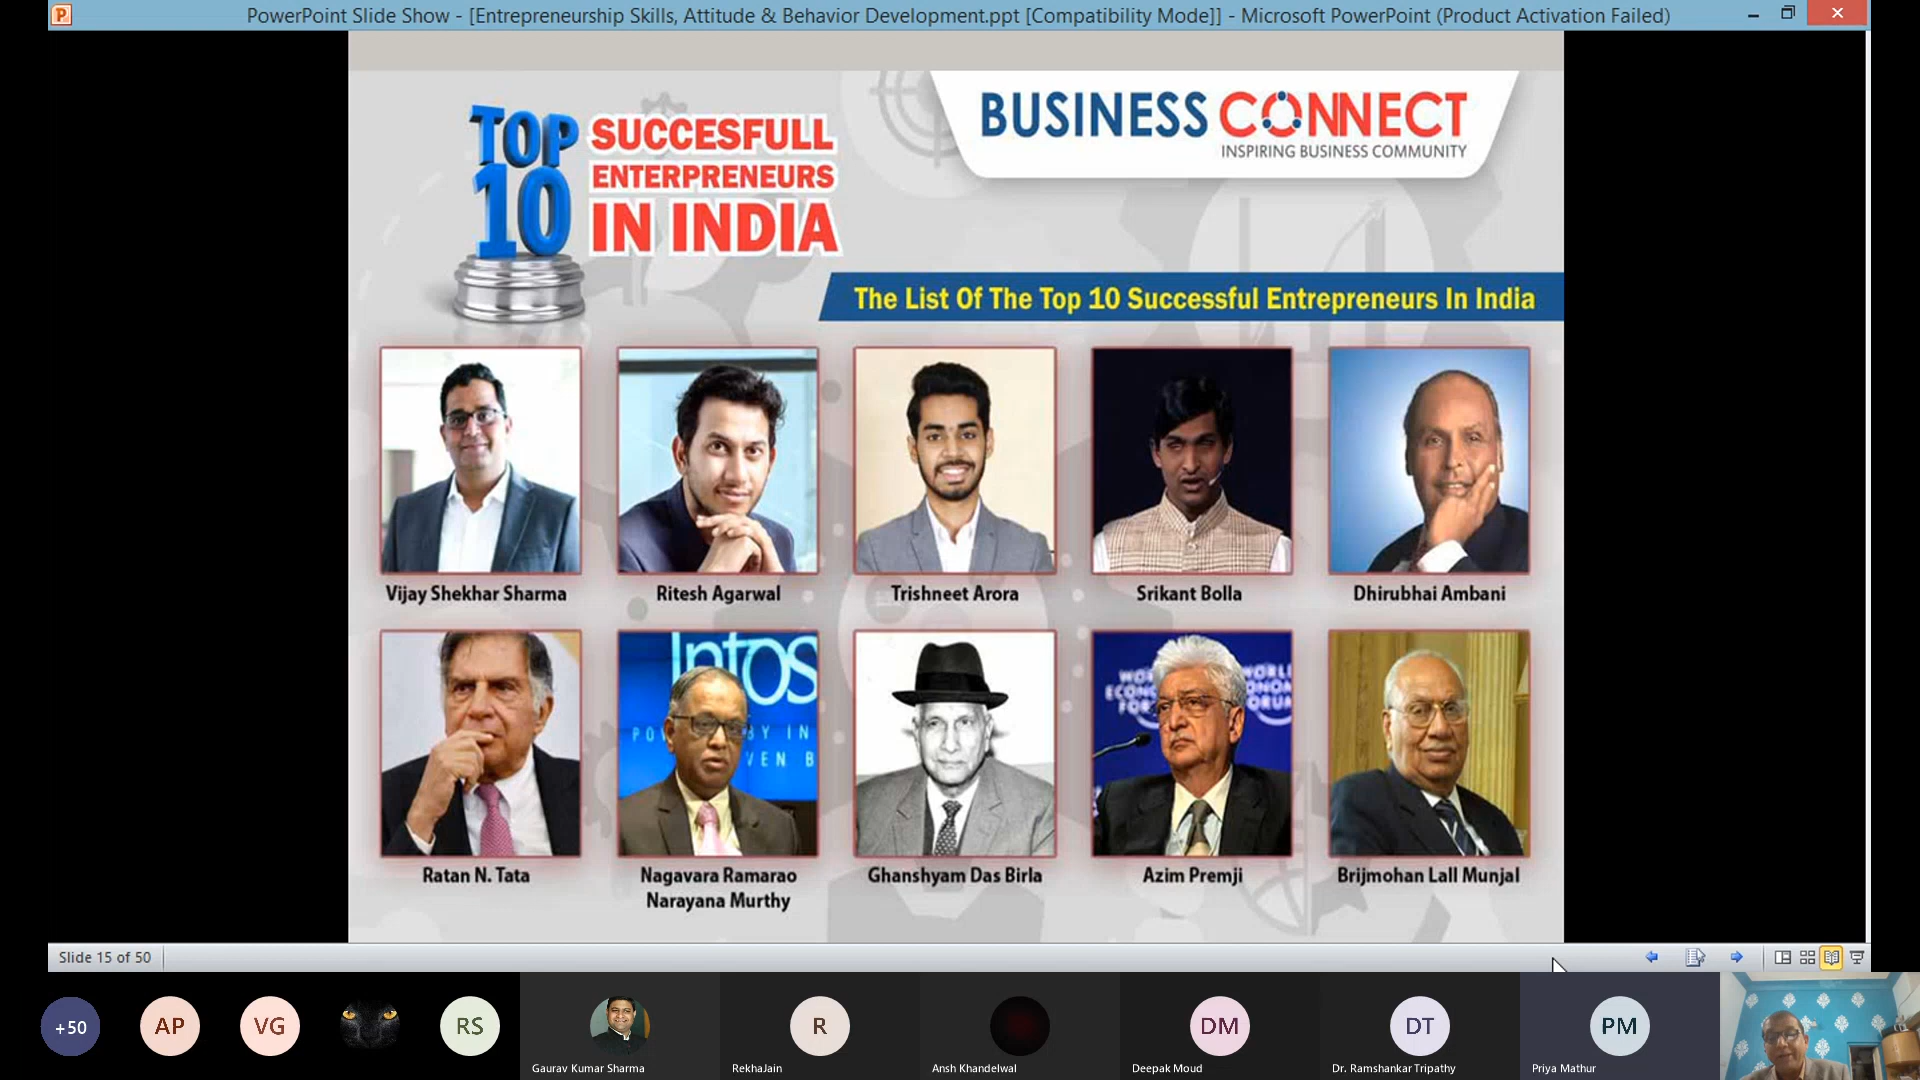 PowerPoint Slide Show - [Entrepreneurship Skills, Attitude & Behavior Development.ppt [Compatibility Mode]] - Microsoft PowerPoint (Product Activation Failed)
TOP
10
SUCCESFULL
ENTERPRENEURS
IN INDIA
BUSINESS CONNECT
INSPIRING BUSINESS COMMUNITY
The List Of The Top 10 Successful Entrepreneurs In India
Vijay Shekhar Sharma
Ritesh Agarwal
Trishneet Arora
Srikant Bolla
Dhirubhai Ambani
Ratan N. Tata
Nagavara Ramarao
Narayana Murthy
Ghanshyam Das Birla
Azim Premji
Brijmohan Lall Munjal
Slide 15 of 50
+50
AP
VG
RS
Gaurav Kumar Sharma
R
RekhaJain
Ansh Khandelwal
DM
Deepak Moud
DT
Dr. Ramshankar Tripathy
PM
Priya Mathur